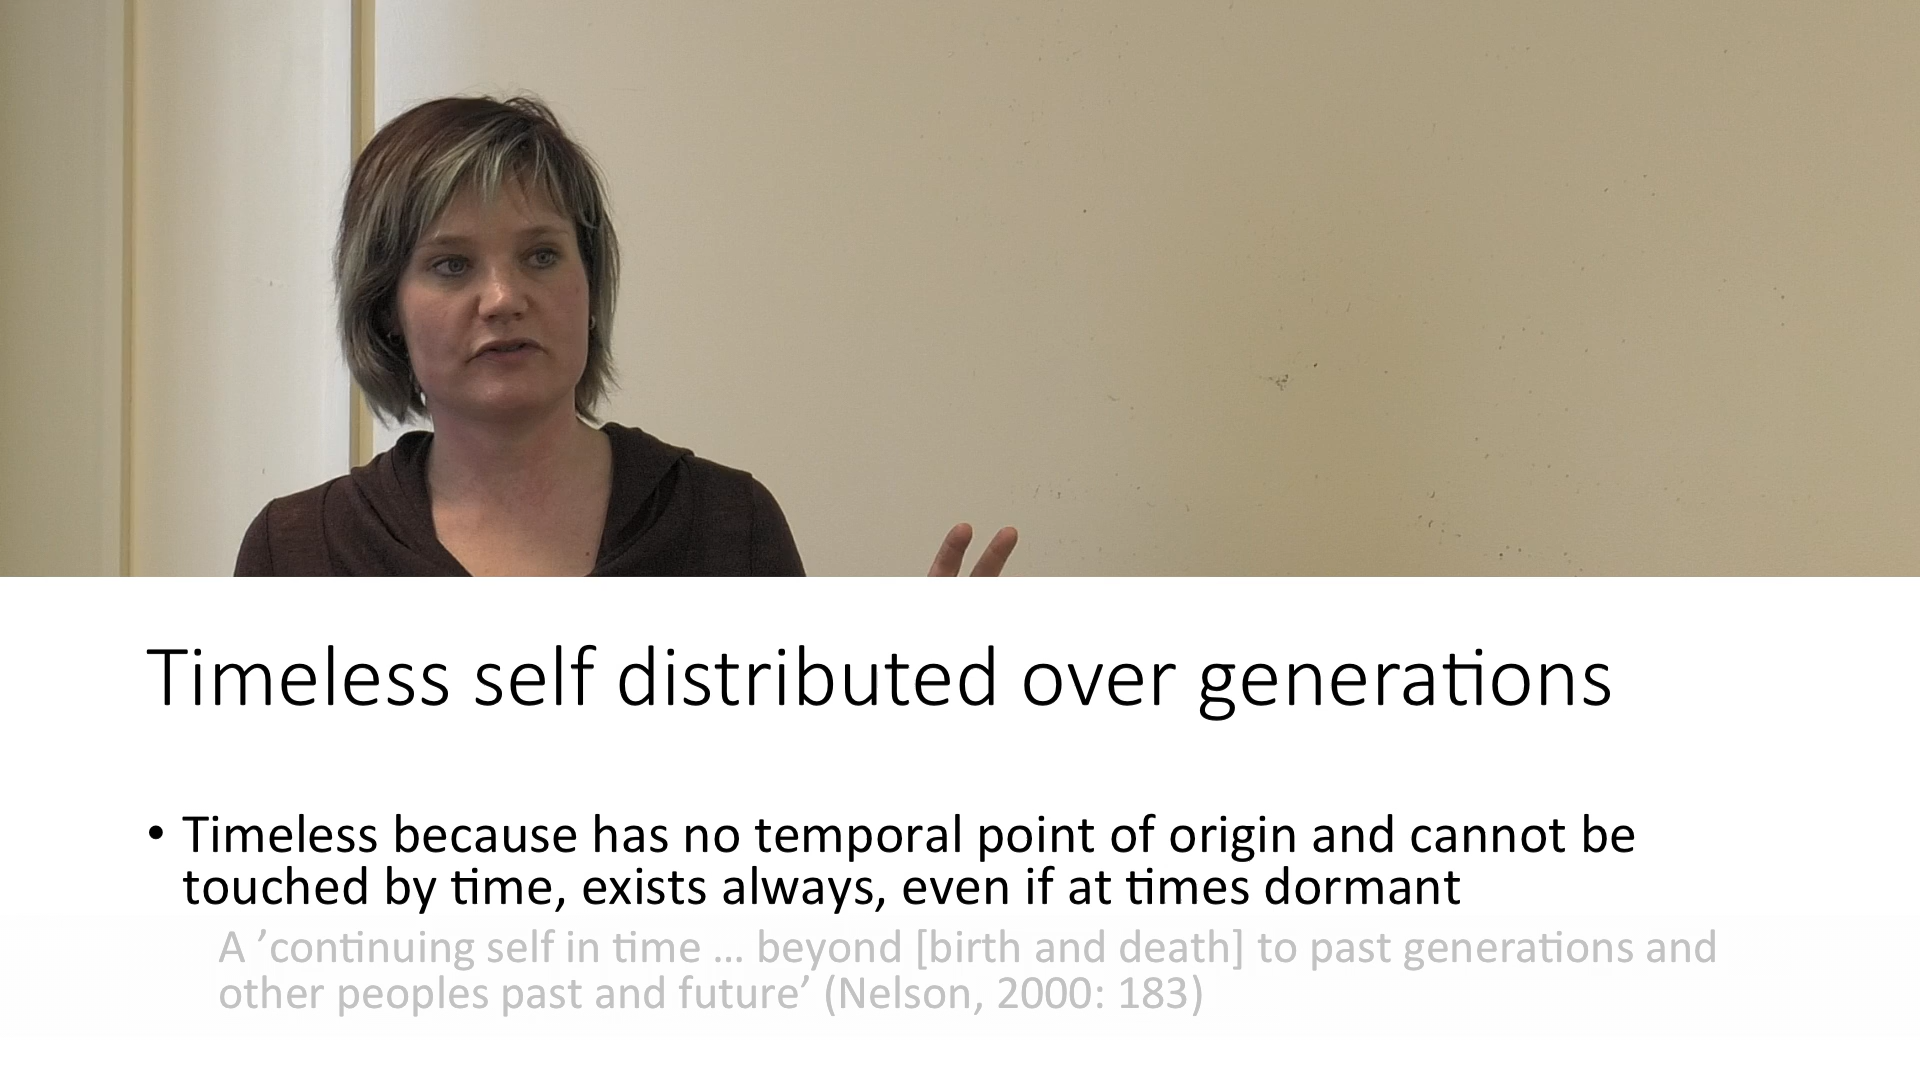 Timeless self distributed over generations
• Timeless because has no temporal point of origin and cannot be
touched by time, exists always, even if at times dormant
A ’continuing self in time ... beyond [birth and death] to past generations and
other peoples past and future’ (Nelson, 2000: 183)